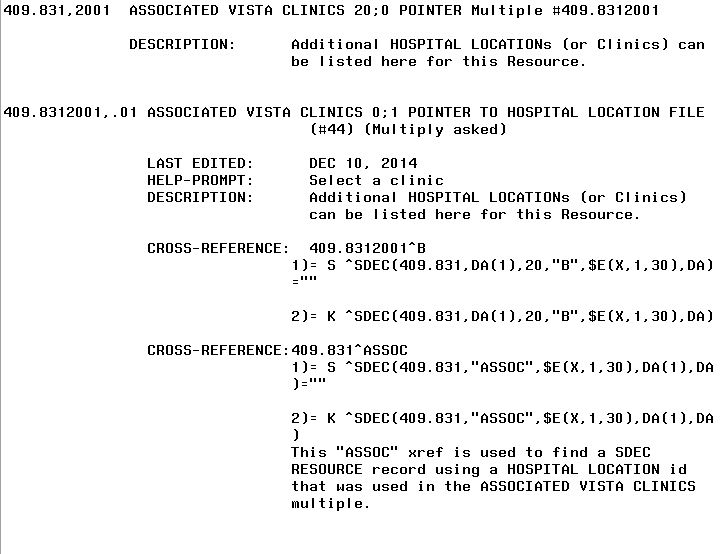 409.831,2001  ASSOCIATED VISTA CLINICS 20;0 POINTER Multiple #409.8312001
DESCRIPTION:      Additional HOSPITAL LOCATIONs (or Clinics) can
be listed here for this Resource.
409.8312001,.01 ASSOCIATED VISTA CLINICS 0;1 POINTER TO HOSPITAL LOCATION FILE
(#44) (Multiply asked)
LAST EDITED:      DEC 10, 2014
HELP-PROMPT:      Select a clinic
DESCRIPTION:      Additional HOSPITAL LOCATIONs (or Clinics)
can be listed here for this Resource.
CROSS-REFERENCE:  409.8312001^B
1)= S ^SDEC(409.831,DA(1),20,"B",$E(X,1,30),DA)
=""
2)= K ^SDEC(409.831,DA(1),20,"B",$E(X,1,30),DA)
CROSS-REFERENCE:409.831^ASSOC
1)= S ^SDEC(409.831,"ASSOC",$E(X,1,30),DA(1),DA
)=""
2)= K ^SDEC(409.831,"ASSOC",$E(X,1,30),DA(1),DA
)
This "ASSOC" xref is used to find a SDEC
RESOURCE record using a HOSPITAL LOCATION id
that was used in the ASSOCIATED VISTA CLINICS
multiple.